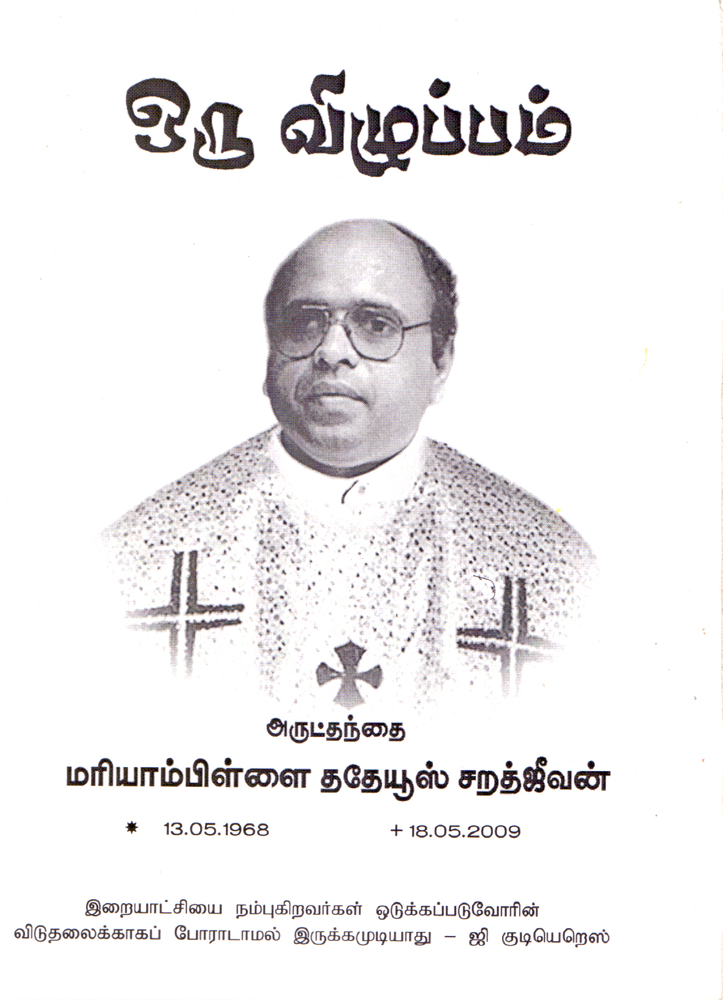 ஒரு விழுப்பம்
அருட்தந்தை
மரியாம்பிள்ளை ததேயூஸ் சறத்ஜீவன்
✷ 13.05.1968 + 18.05.2009
இறையாட்சியை நம்புகிறவர்கள் ஒடுக்கப்படுவோரின்
விடுதலைக்காகப் போராடாமல் இருக்கமுடியாது – ஜி குடியெறெஸ்